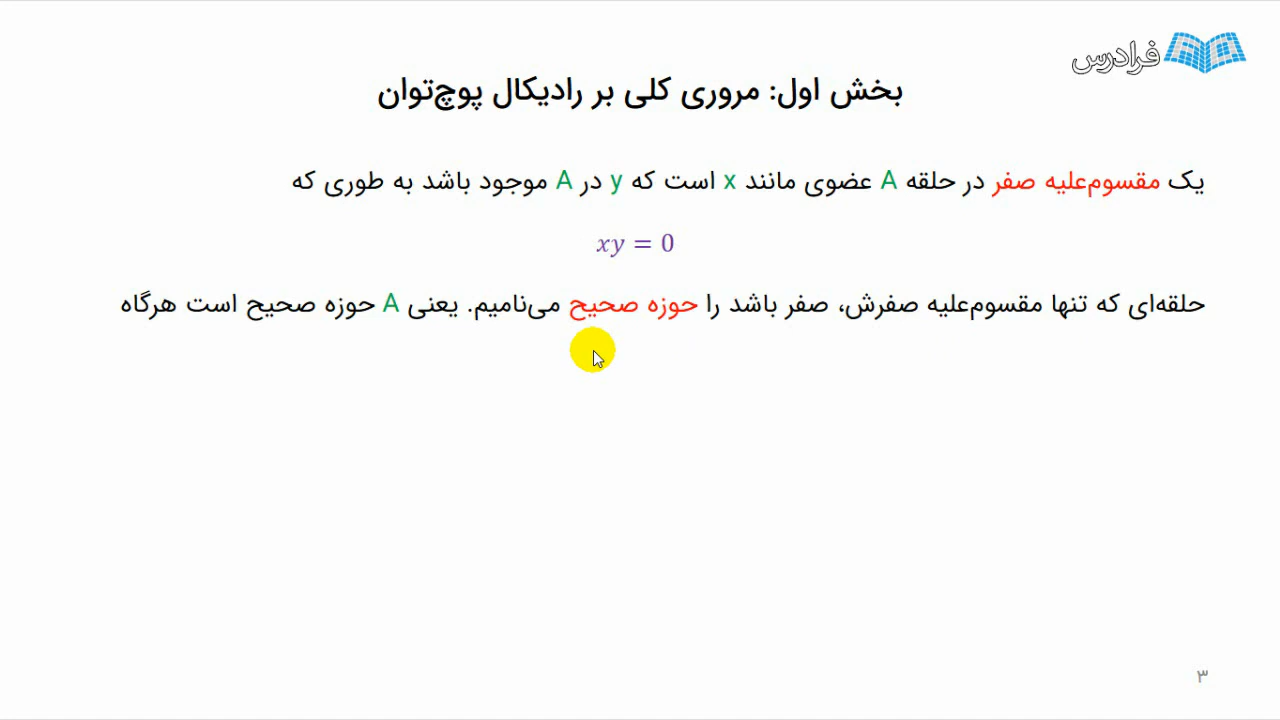 فرادرس
بخش اول: مروری کلی بر رادیکال پوچ‌توان
یک مقسوم‌علیه صفر در حلقه A عضوی مانند x است که y در A موجود باشد به طوری که
xy = 0
حلقه‌ای که تنها مقسوم‌علیه صفرش، صفر باشد را حوزه صحیح می‌نامیم. یعنی A حوزه صحیح است هرگاه
۳